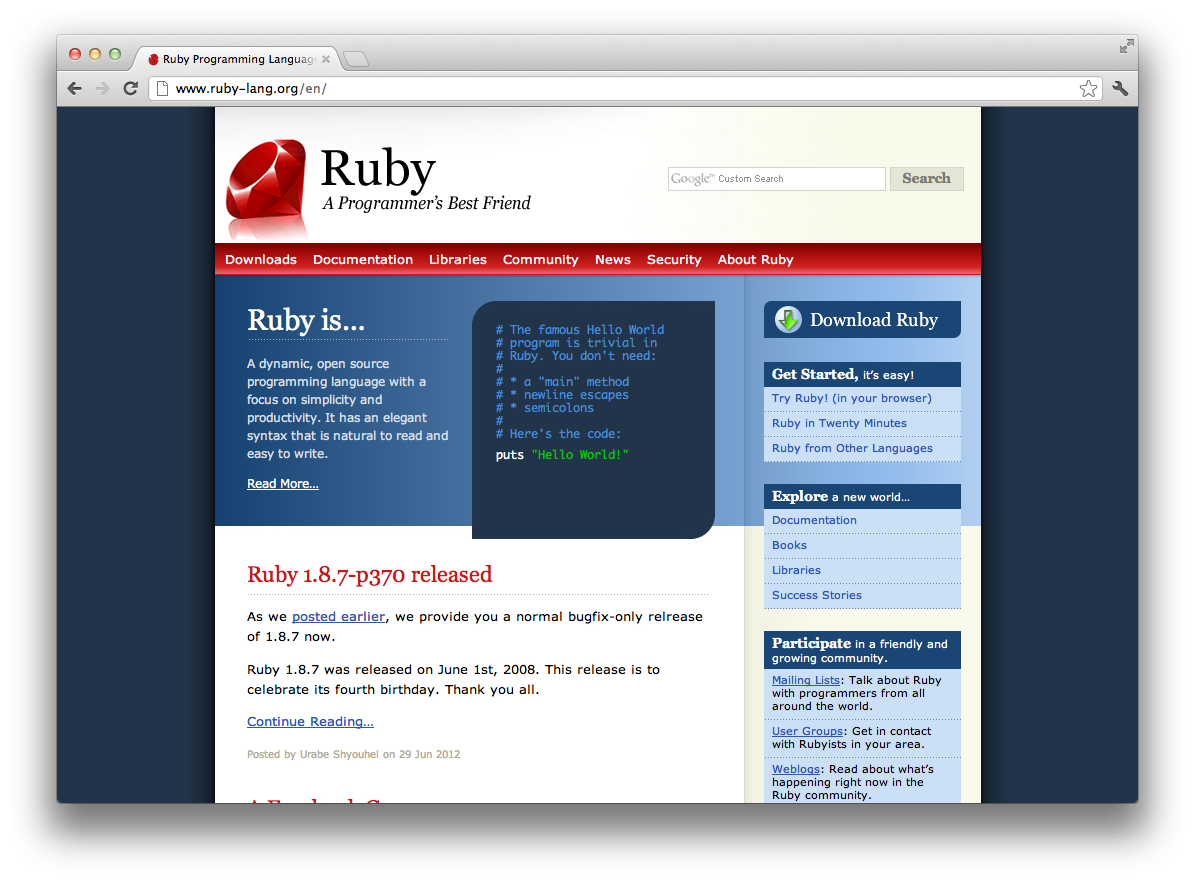 Ruby Programming Languag
www.ruby-lang.org/en/
Ruby
A Programmer's Best Friend
Google™ Custom Search
Search
Downloads Documentation Libraries Community News Security About Ruby
Ruby is...
A dynamic, open source
programming language with a
focus on simplicity and
productivity. It has an elegant
syntax that is natural to read and
easy to write.
Read More...
# The famous Hello World
# program is trivial in
# Ruby. You don't need:
#
# * a "main" method
# * newline escapes
# * semicolons
#
# Here's the code:
puts "Hello World!"
Ruby 1.8.7-p370 released
As we posted earlier, we provide you a normal bugfix-only relrease
of 1.8.7 now.
Ruby 1.8.7 was released on June 1st, 2008. This release is to
celebrate its fourth birthday. Thank you all.
Continue Reading...
Posted by Urabe Shyouhei on 29 Jun 2012
Download Ruby
Get Started, it's easy!
Try Ruby! (in your browser)
Ruby in Twenty Minutes
Ruby from Other Languages
Explore a new world...
Documentation
Books
Libraries
Success Stories
Participate in a friendly and
growing community.
Mailing Lists: Talk about Ruby
with programmers from all
around the world.
User Groups: Get in contact
with Rubyists in your area.
Weblogs: Read about what's
happening right now in the
Ruby community.